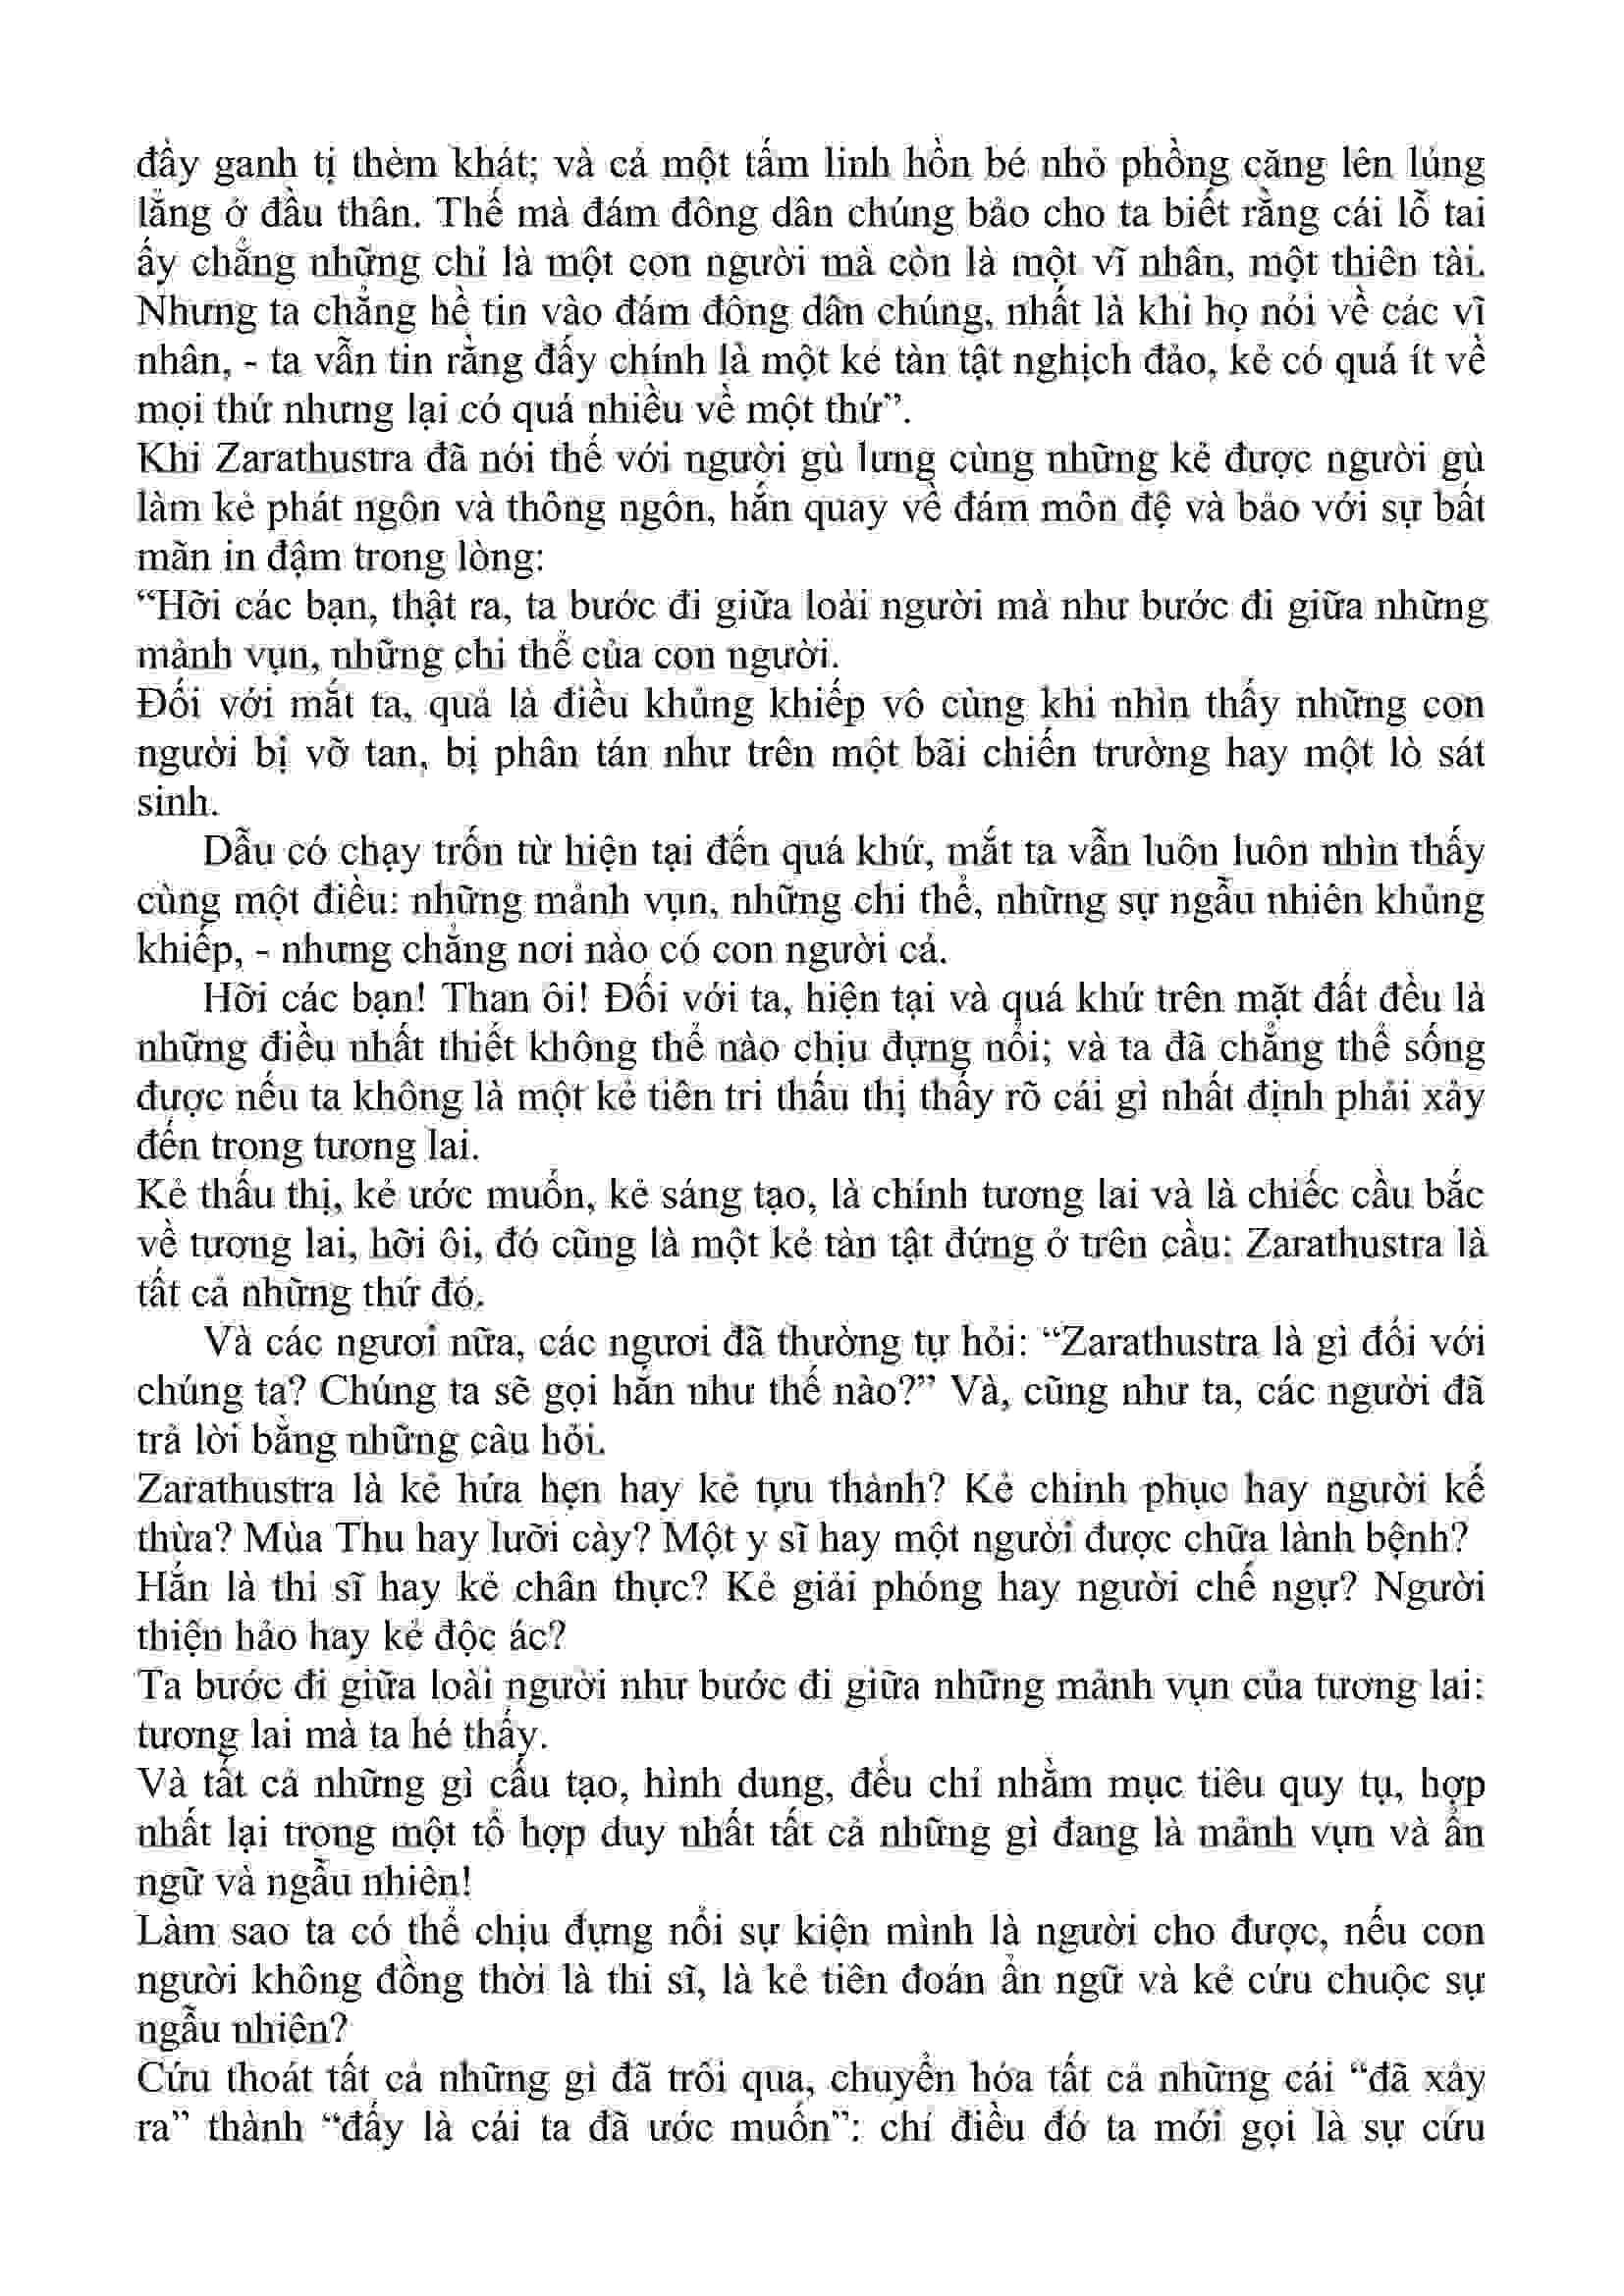 đầy ganh tị thèm khát; và cả một tấm linh hồn bé nhỏ phồng căng lên lủng
lẳng ở đầu thân. Thế mà đám đông dân chúng bảo cho ta biết rằng cái lỗ tai
ấy chẳng những chỉ là một con người mà còn là một vĩ nhân, một thiên tài.
Nhưng ta chẳng hề tin vào đám đông dân chúng, nhất là khi họ nói về các vĩ
nhân, - ta vẫn tin rằng đấy chính là một kẻ tàn tật nghịch đảo, kẻ có quá ít về
mọi thứ nhưng lại có quá nhiều về một thứ”.
Khi Zarathustra đã nói thế với người gù lưng cùng những kẻ được người gù
làm kẻ phát ngôn và thông ngôn, hắn quay về đám môn đệ và bảo với sự bất
mãn in đậm trong lòng:
“Hỡi các bạn, thật ra, ta bước đi giữa loài người mà như bước đi giữa những
mảnh vụn, những chi thể của con người.
Đối với mắt ta, quả là điều khủng khiếp vô cùng khi nhìn thấy những con
người bị vỡ tan, bị phân tán như trên một bãi chiến trường hay một lò sát
sinh.
Dẫu có chạy trốn từ hiện tại đến quá khứ, mắt ta vẫn luôn luôn nhìn thấy
cùng một điều: những mảnh vụn, những chi thể, những sự ngẫu nhiên khủng
khiếp, - nhưng chẳng nơi nào có con người cả.
Hỡi các bạn! Than ôi! Đối với ta, hiện tại và quá khứ trên mặt đất đều là
những điều nhất thiết không thể nào chịu đựng nổi; và ta đã chẳng thể sống
được nếu ta không là một kẻ tiên tri thấu thị thấy rõ cái gì nhất định phải xảy
đến trong tương lai.
Kẻ thấu thị, kẻ ước muốn, kẻ sáng tạo, là chính tương lai và là chiếc cầu bắc
về tương lai, hỡi ôi, đó cũng là một kẻ tàn tật đứng ở trên cầu: Zarathustra là
tất cả những thứ đó.
Và các ngươi nữa, các ngươi đã thường tự hỏi: “Zarathustra là gì đối với
chúng ta? Chúng ta sẽ gọi hắn như thế nào?” Và, cũng như ta, các người đã
trả lời bằng những câu hỏi.
Zarathustra là kẻ hứa hẹn hay kẻ tựu thành? Kẻ chinh phục hay người kế
thừa? Mùa Thu hay lưỡi cày? Một y sĩ hay một người được chữa lành bệnh?
Hắn là thi sĩ hay kẻ chân thực? Kẻ giải phóng hay người chế ngự? Người
thiện hảo hay kẻ độc ác?
Ta bước đi giữa loài người như bước đi giữa những mảnh vụn của tương lai:
tương lai mà ta hé thấy.
Và tất cả những gì cấu tạo, hình dung, đều chỉ nhằm mục tiêu quy tụ, hợp
nhất lại trong một tổ hợp duy nhất tất cả những gì đang là mảnh vụn và ẩn
ngữ và ngẫu nhiên!
Làm sao ta có thể chịu đựng nổi sự kiện mình là người cho được, nếu con
người không đồng thời là thi sĩ, là kẻ tiên đoán ẩn ngữ và kẻ cứu chuộc sự
ngẫu nhiên?
Cứu thoát tất cả những gì đã trôi qua, chuyển hóa tất cả những cái “đã xảy
ra” thành “đấy là cái ta đã ước muốn”: chỉ điều đó ta mới gọi là sự cứu